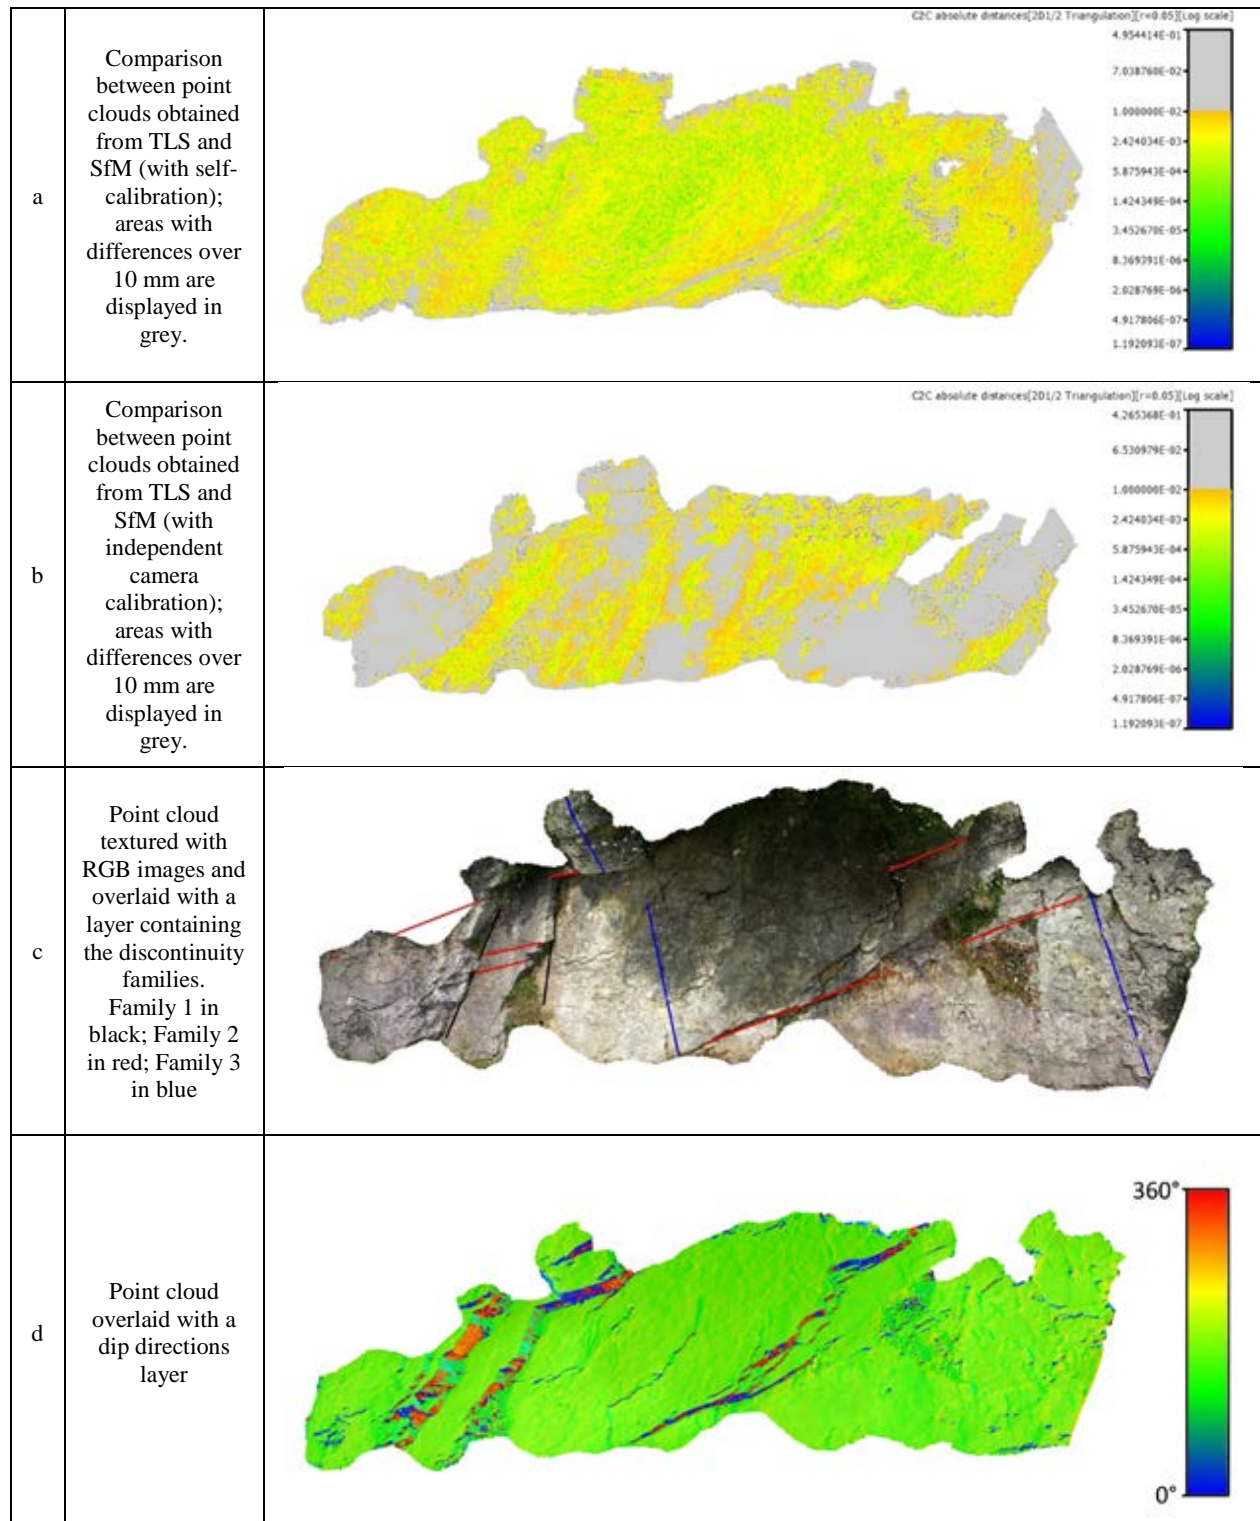 a
Comparison
between point
clouds obtained
from TLS and
SfM (with self-
calibration);
areas with
differences over
10 mm are
displayed in
grey.
C2C absolute distances[2D1/2 Triangulation][r=0.05][Log scale]
4.954414E-01
7.038760E-02
1.000000E-02
2.424034E-03
5.875943E-04
1.424349E-04
3.452670E-05
8.369391E-06
2.028769E-06
4.917806E-07
1.192093E-07
b
Comparison
between point
clouds obtained
from TLS and
SfM (with
independent
camera
calibration);
areas with
differences over
10 mm are
displayed in
grey.
C2C absolute distances[2D1/2 Triangulation][r=0.05][Log scale]
4.265368E-01
6.530979E-02
1.000000E-02
2.424034E-03
5.875943E-04
1.424349E-04
3.452670E-05
8.369391E-06
2.028769E-06
4.917806E-07
1.192093E-07
c
Point cloud
textured with
RGB images and
overlaid with a
layer containing
the discontinuity
families.
Family 1 in
black; Family 2
in red; Family 3
in blue
d
Point cloud
overlaid with a
dip directions
layer
360°
0°